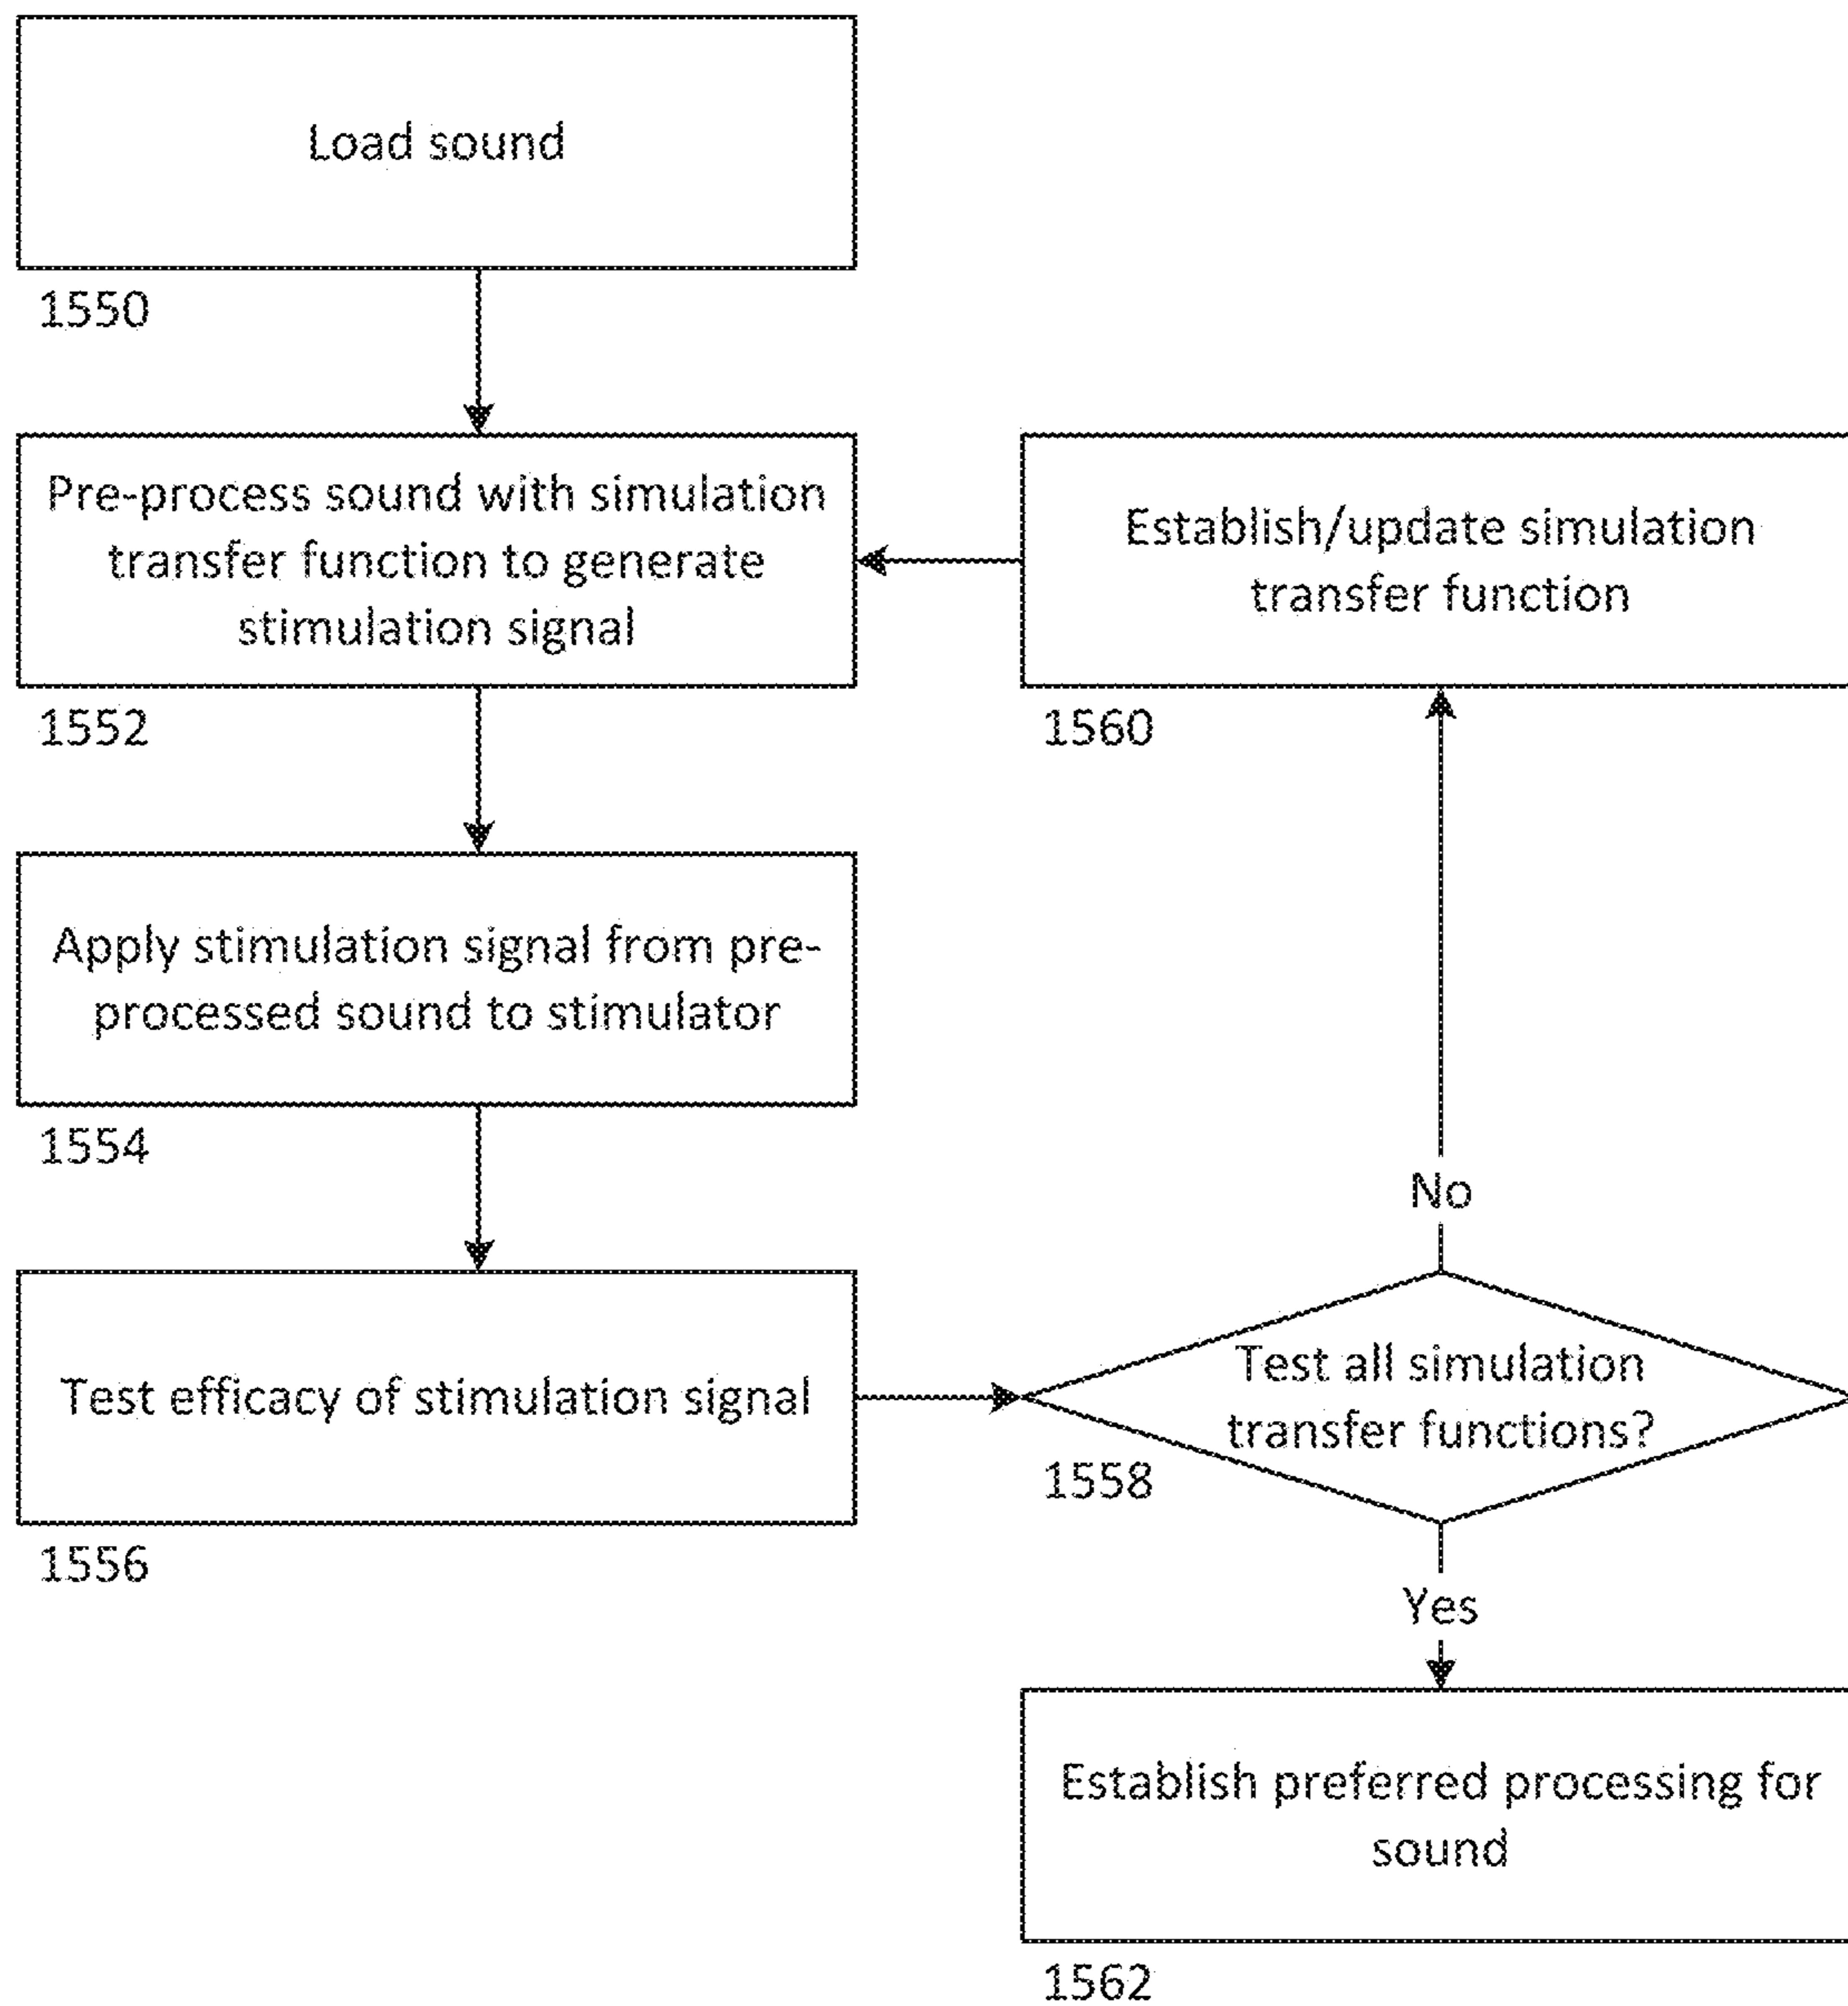 Load sound
1550
Pre-process sound with simulation
transfer function to generate
stimulation signal
1552
Establish/update simulation
transfer function
1560
Apply stimulation signal from pre-
processed sound to stimulator
1554
No
Test efficacy of stimulation signal
1556
Test all simulation
transfer functions?
1558
Yes
Establish preferred processing for
sound
1562